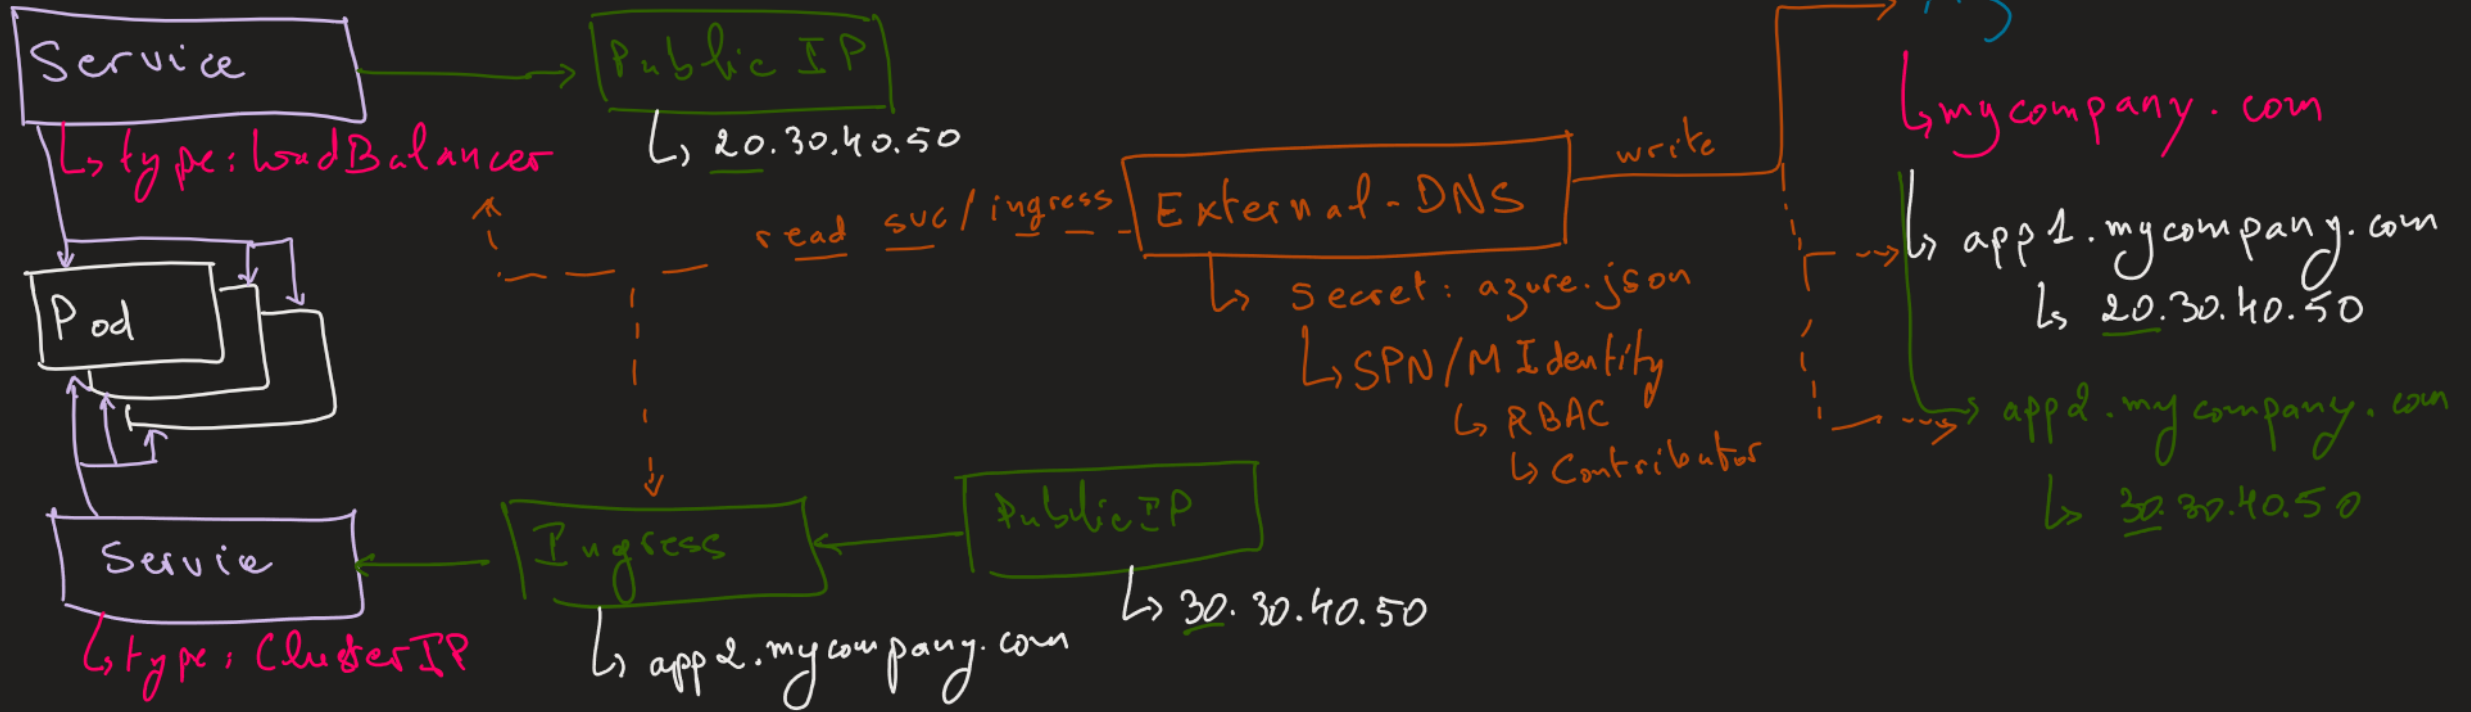 Service
↳ type: LoadBalancer
Public IP
↳ 20.30.40.50
read svc/ingress
External-DNS
write
↳ secret: azure.json
↳ SPN/M Identity
↳ RBAC
↳ Contributor
↳ mycompany.com
↳ app1.mycompany.com
↳ 20.30.40.50
app2.mycompany.com
↳ 30.30.40.50
Pod
Service
↳ type: ClusterIP
Ingress
↳ app2.mycompany.com
Public IP
↳ 30.30.40.50